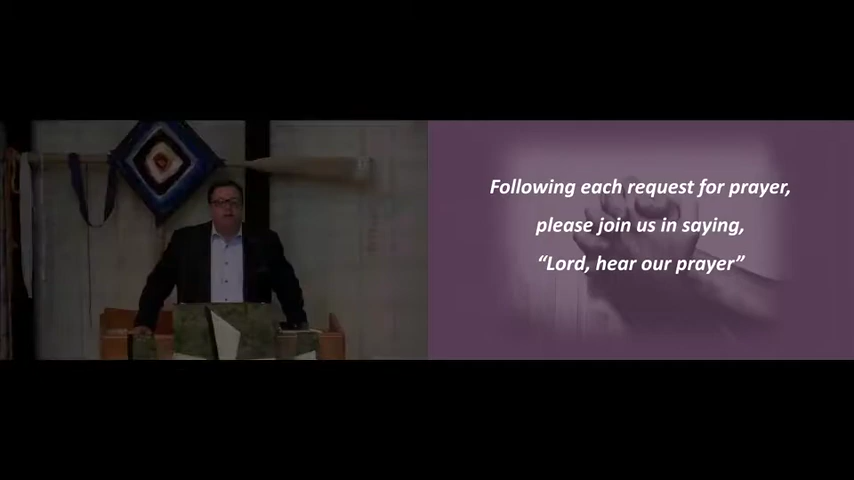 Following each request for prayer,
please join us in saying,
“Lord, hear our prayer”